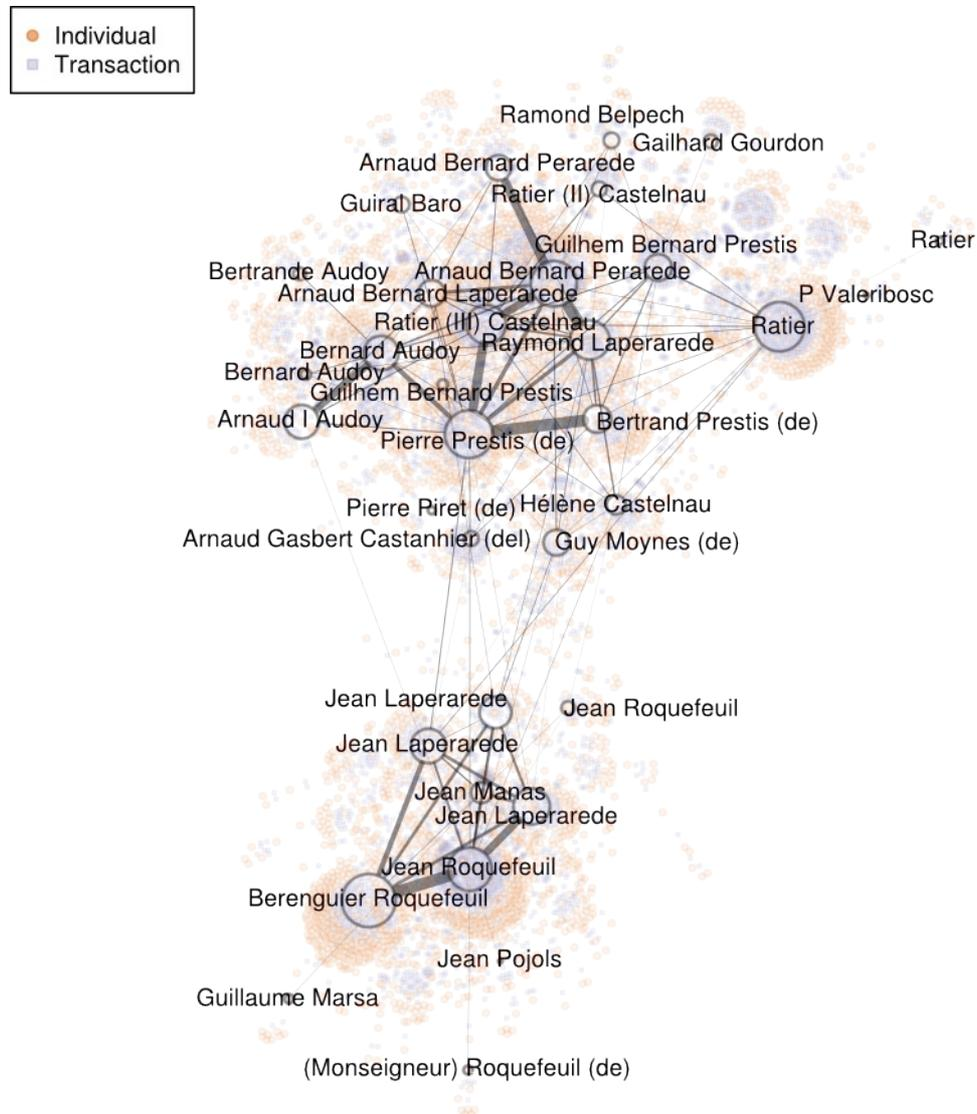 Individual
Transaction
Ramond Belpech
Gailhard Gourdon
Arnaud Bernard Perarede
Ratier (II) Castelnau
Guiral Baro
Ratier
Guilhem Bernard Prestis
Bertrande Audoy
Arnaud Bernard Perarede
Arnaud Bernard Laperarede
P Valeribosc
Ratier (III) Castelnau
Ratier
Raymond Laperarede
Bernard Audoy
Bernard Audoy
Guilhem Bernard Prestis
Arnaud I Audoy
Bertrand Prestis (de)
Pierre Prestis (de)
Pierre Piret (de)
Hélène Castelnau
Arnaud Gasbert Castanhier (del)
Guy Moynes (de)
Jean Laperarede
Jean Roquefeuil
Jean Laperarede
Jean Manas
Jean Laperarede
Jean Roquefeuil
Berenguier Roquefeuil
Jean Pojols
Guillaume Marsa
(Monseigneur) Roquefeuil (de)